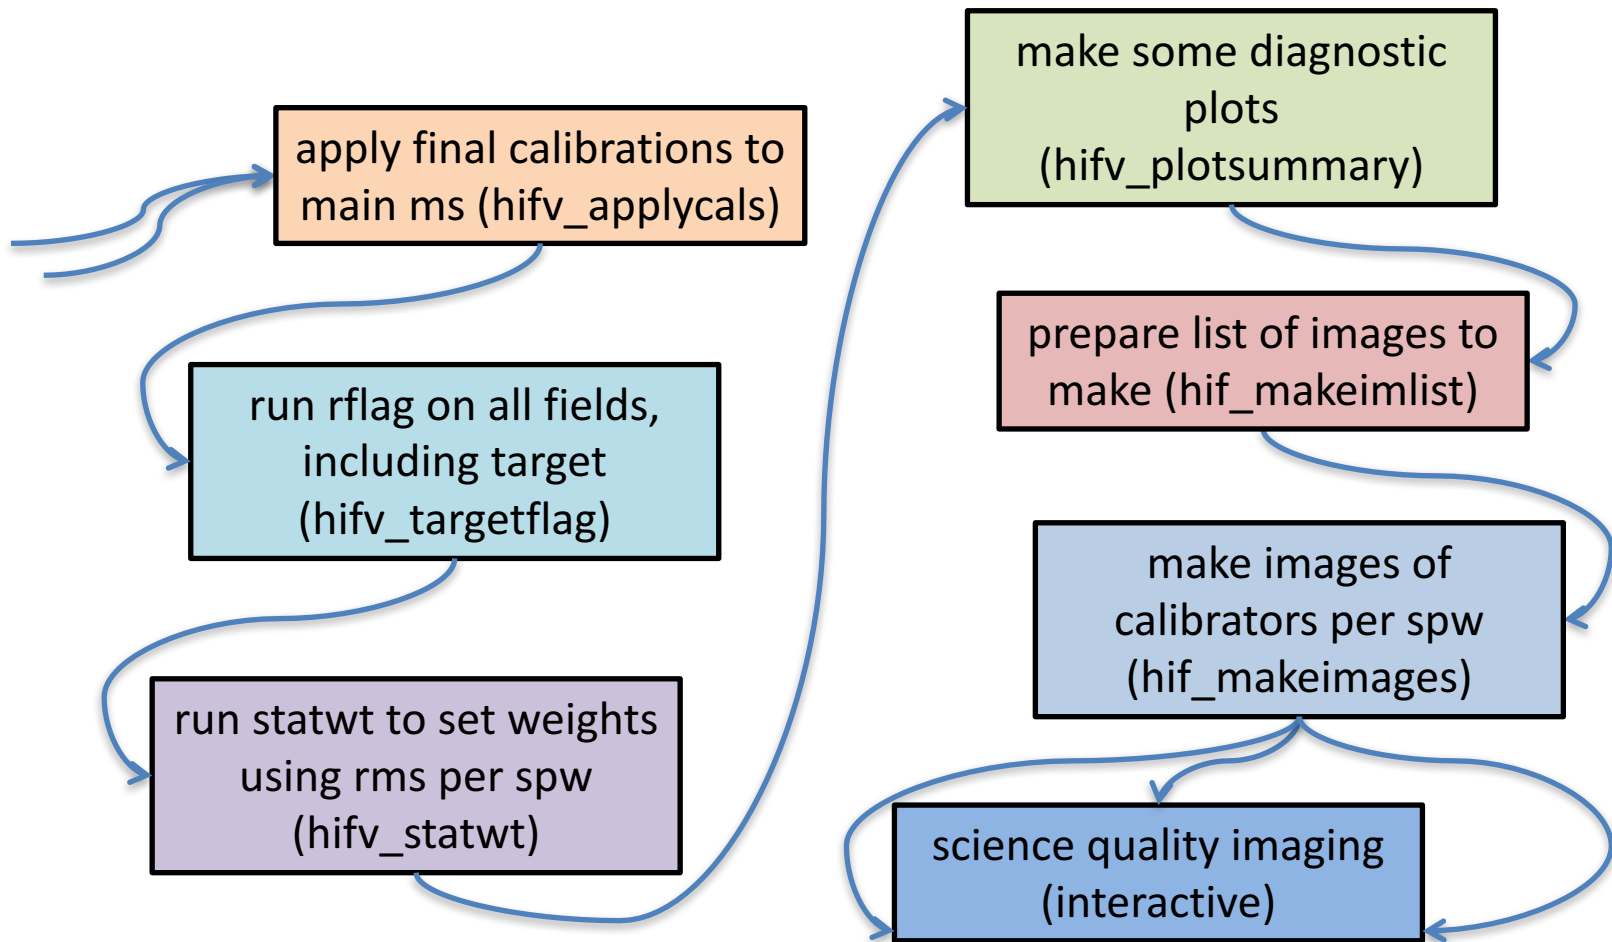 apply final calibrations to
main ms (hifv_applycals)
run rflag on all fields,
including target
(hifv_targetflag)
run statwt to set weights
using rms per spw
(hifv_statwt)
make some diagnostic
plots
(hifv_plotsummary)
prepare list of images to
make (hif_makeimlist)
make images of
calibrators per spw
(hif_makeimages)
science quality imaging
(interactive)